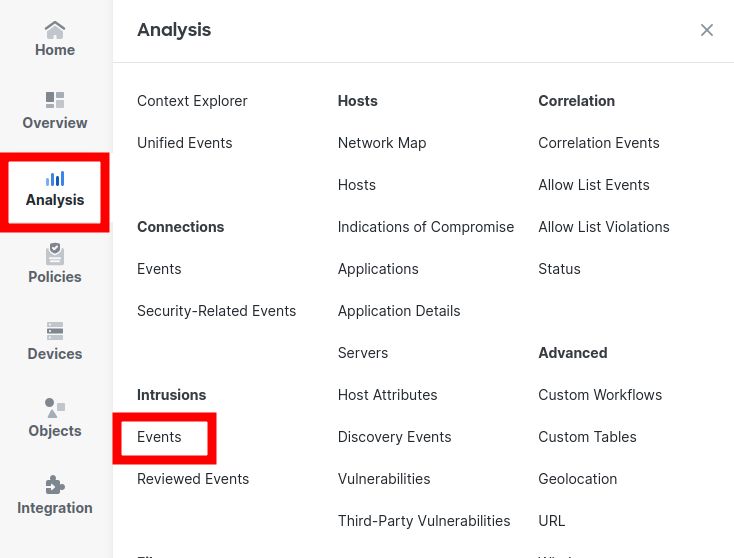 Home
Overview
Analysis
Policies
Devices
Objects
Integration
Analysis
Context Explorer
Unified Events
Connections
Events
Security-Related Events
Intrusions
Events
Reviewed Events
Hosts
Network Map
Hosts
Indications of Compromise
Applications
Application Details
Servers
Host Attributes
Discovery Events
Vulnerabilities
Third-Party Vulnerabilities
Correlation
Correlation Events
Allow List Events
Allow List Violations
Status
Advanced
Custom Workflows
Custom Tables
Geolocation
URL